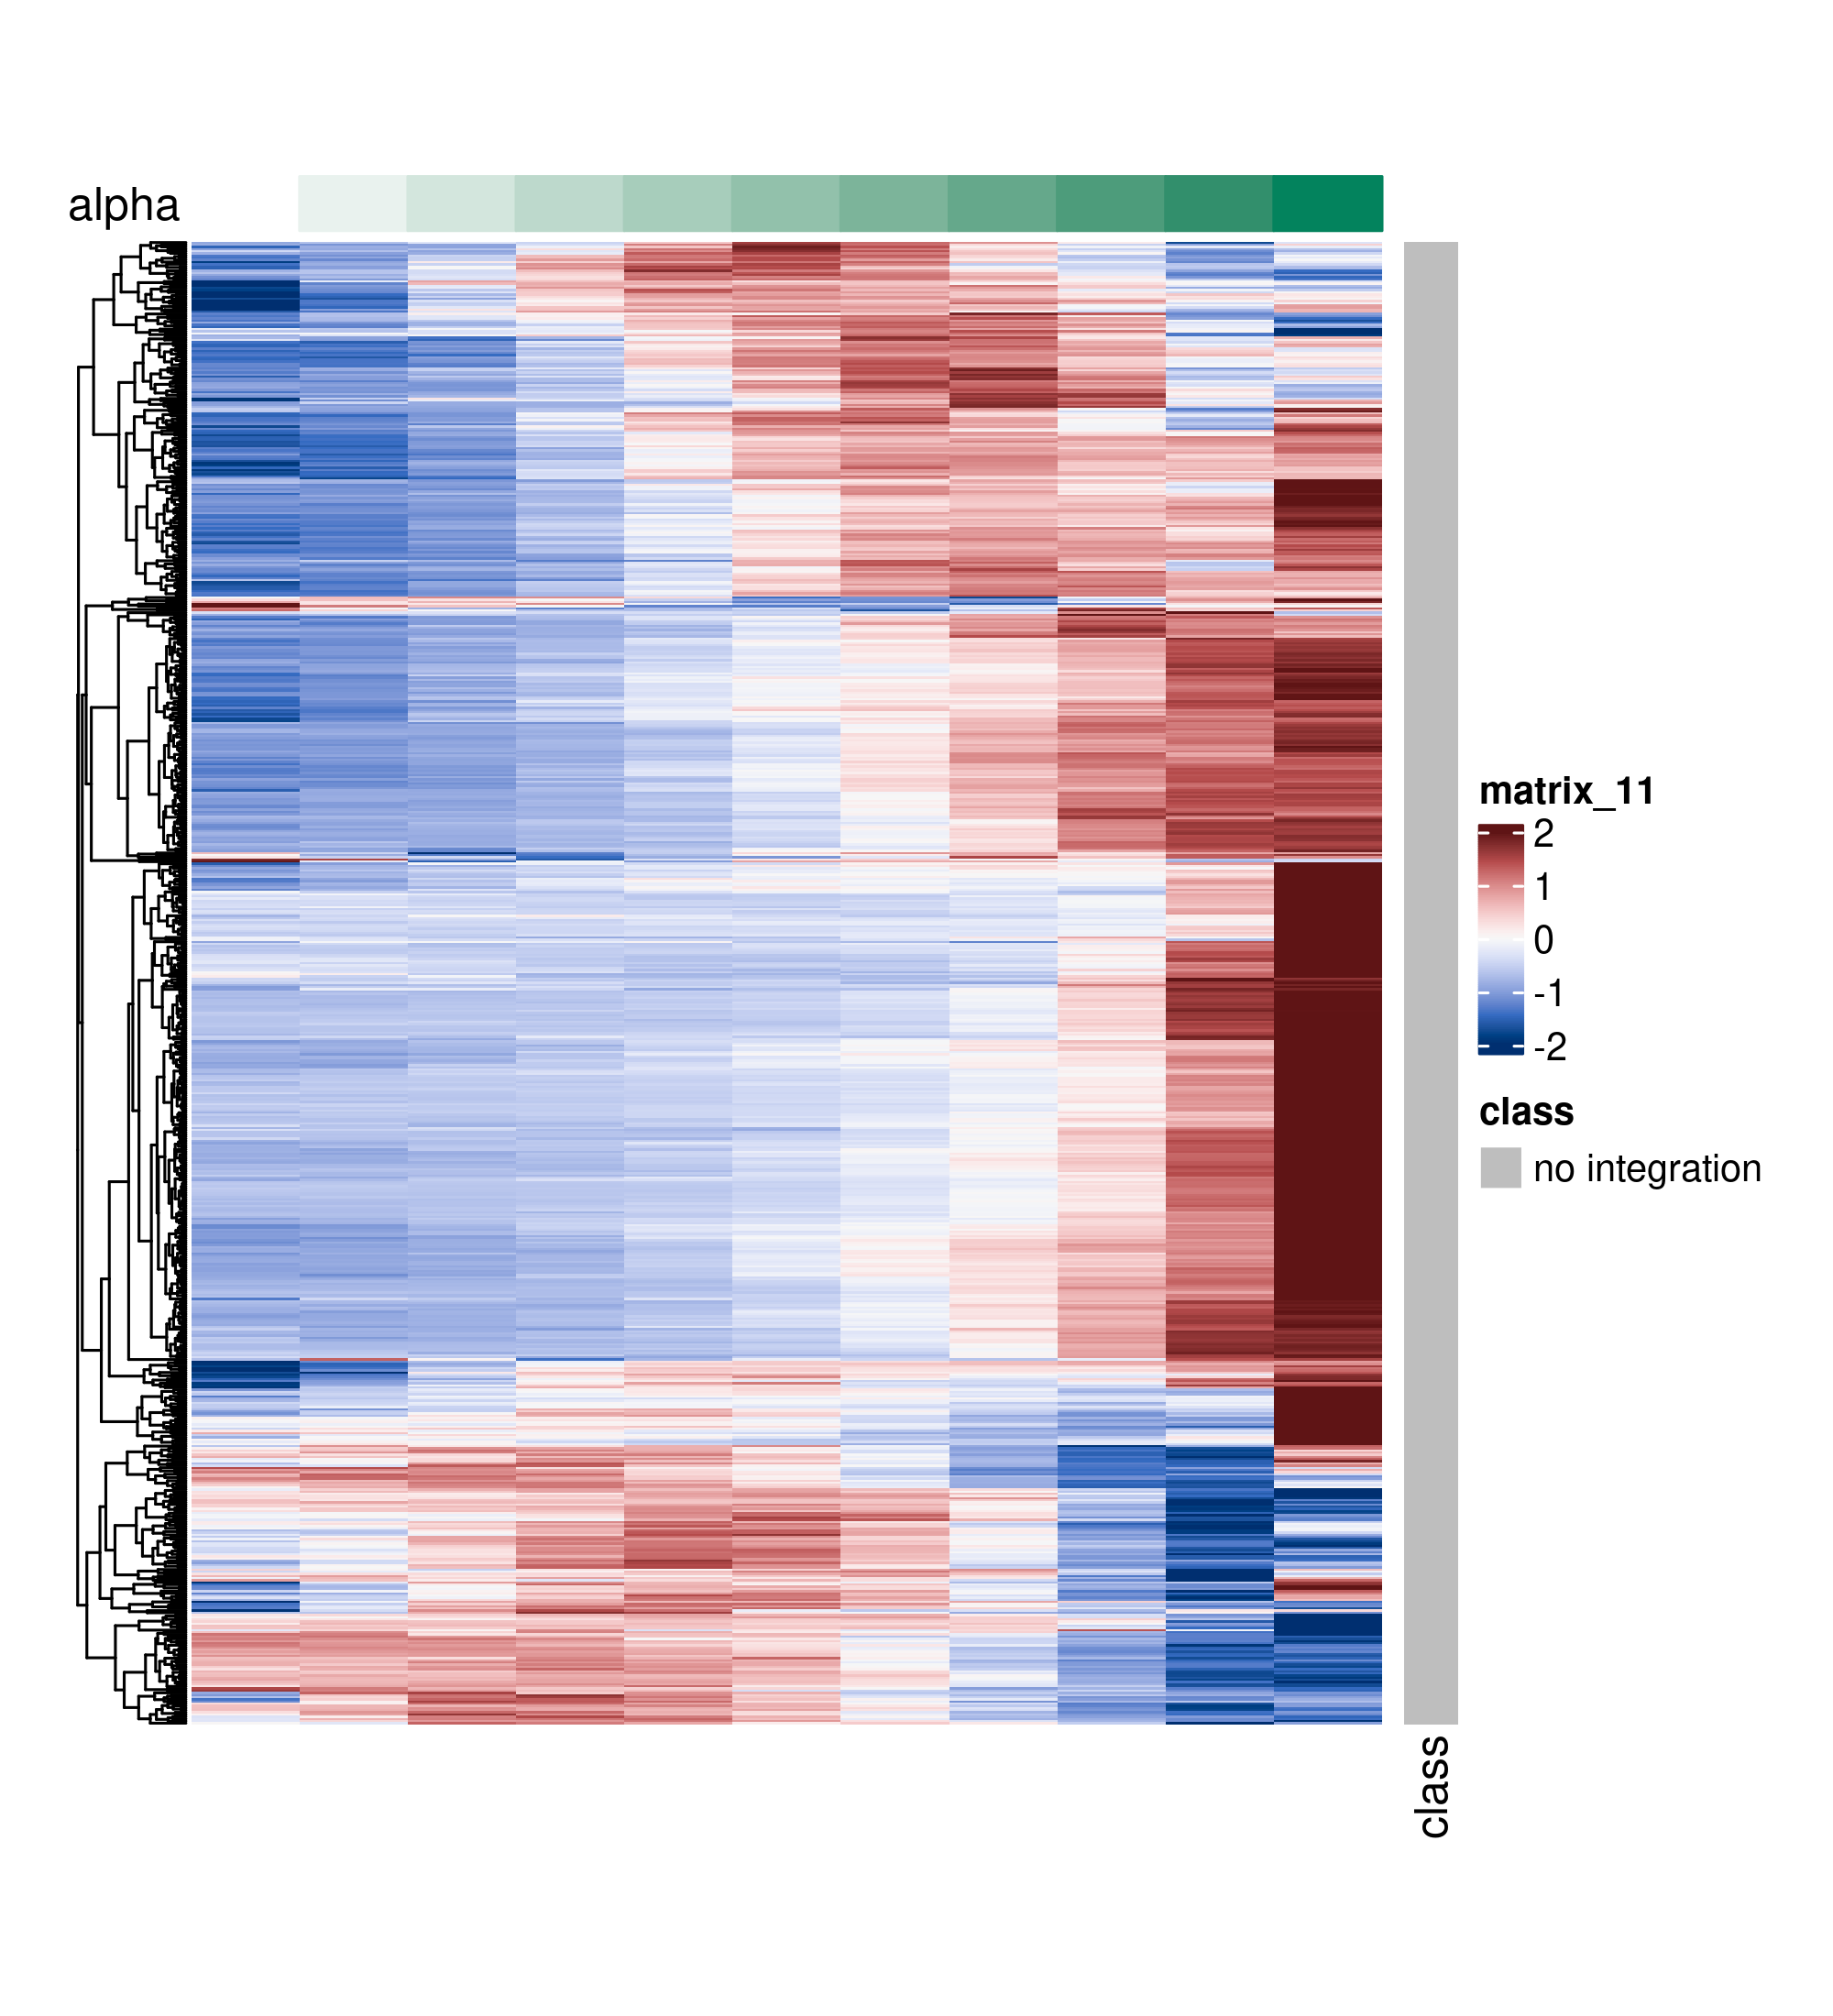 alpha
matrix_11
2
1
0
-1
-2
class
no integration
class